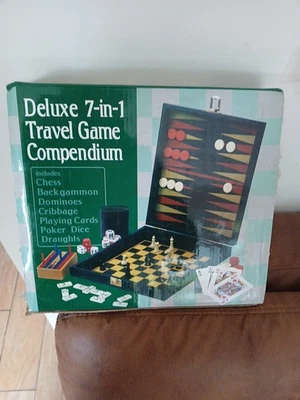 Deluxe 7-in-1
Travel Game
Compendium
includes
Chess
Backgammon
Dominoes
Cribbage
Playing Cards
Poker Dice
Draughts